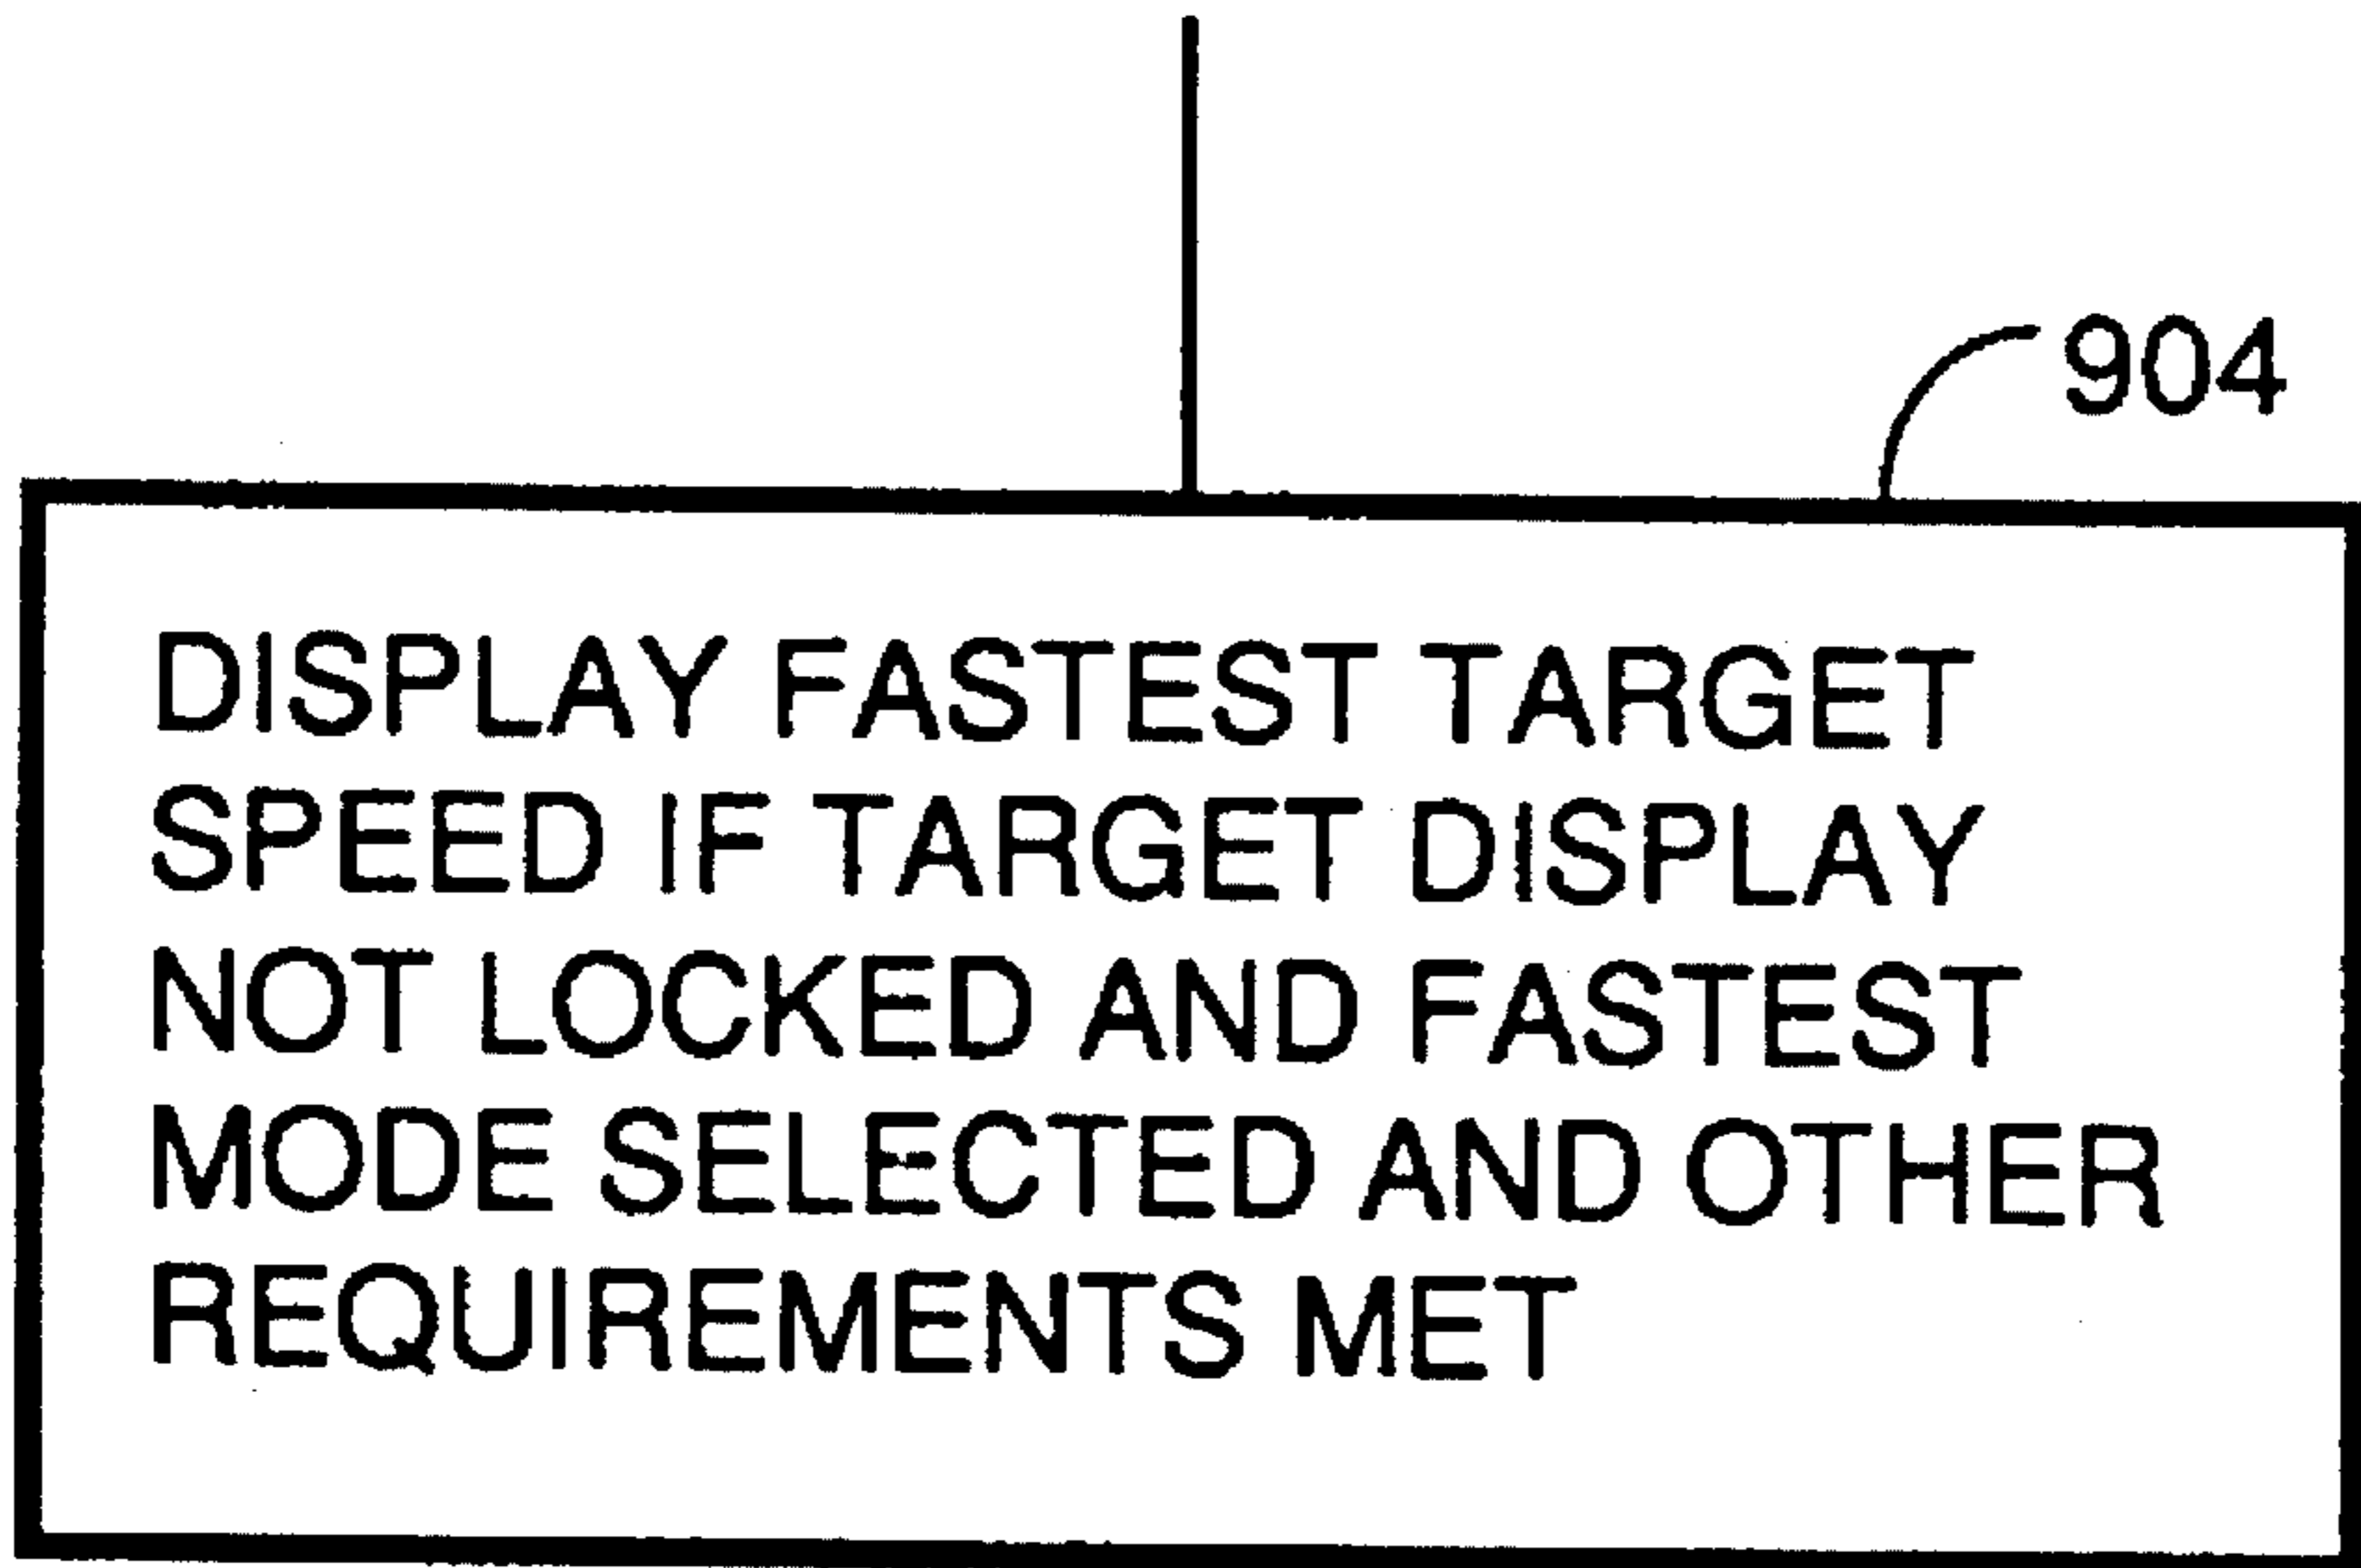 904
DISPLAY FASTEST TARGET
SPEED IF TARGET DISPLAY
NOT LOCKED AND FASTEST
MODE SELECTED AND OTHER
REQUIREMENTS MET